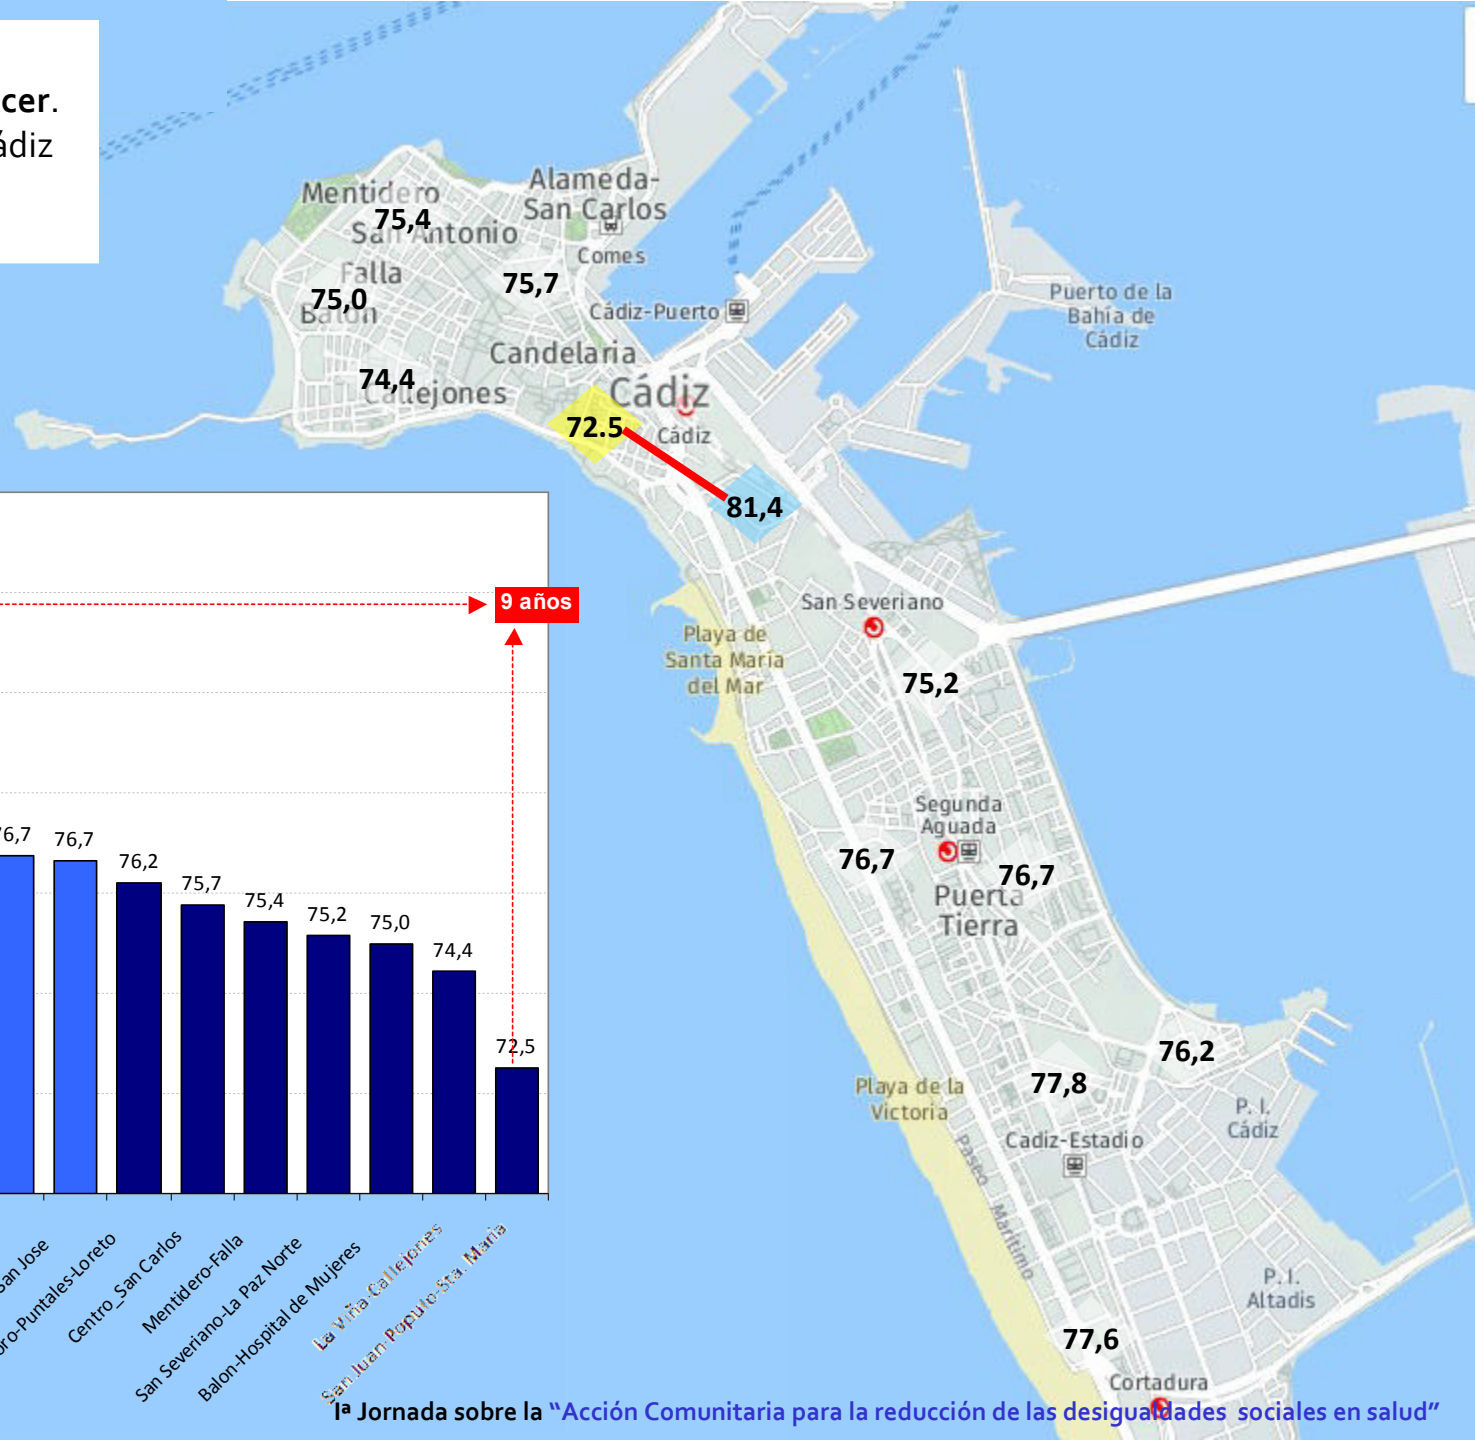 cer.
ádiz
Mentidero
75,4
San Antonio
Alameda-
San Carlos
Comes
Falla
75,0
Balón
75,7
Cádiz-Puerto
Puerto de la
Bahía de
Cádiz
Candelaria
74,4
Callejones
Cádiz
72.5
Cádiz
81,4
9 años
San Severiano
Playa de
Santa María
del Mar
75,2
Segunda
Aguada
76,7
76,7
Puerta
Tierra
76,7
76,7
76,2
75,7
75,4
75,2
75,0
74,4
72,5
76,2
77,8
Playa de la
Victoria
P. I.
Cádiz
Cadiz-Estadio
Paseo Marítimo
P. I.
Altadis
77,6
Cortadura
San Jose
oro-Puntales-Loreto
Centro_San Carlos
Mentidero-Falla
San Severiano-La Paz Norte
Balon-Hospital de Mujeres
La Viña-Callejones
San Juan-Populo-Sta. Maria
Iª Jornada sobre la “Acción Comunitaria para la reducción de las desigualdades sociales en salud”